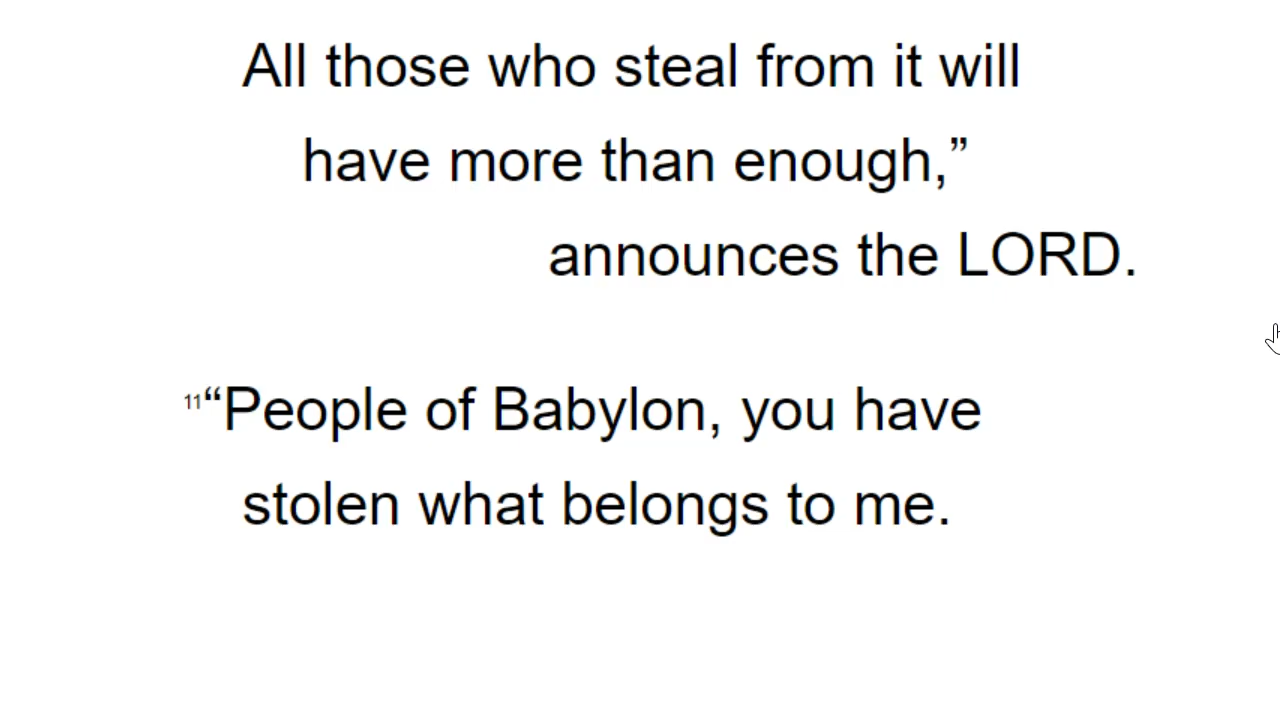 All those who steal from it will
have more than enough,”
announces the LORD.
11“People of Babylon, you have
stolen what belongs to me.